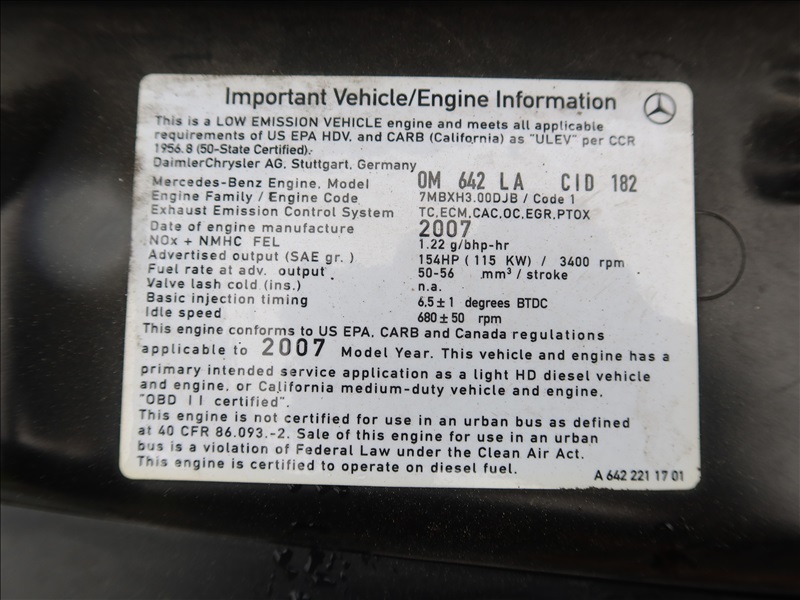 Important Vehicle/Engine Information
This is a LOW EMISSION VEHICLE engine and meets all applicable
requirements of US EPA HDV, and CARB (California) as "ULEV" per CCR
1956.8 (50-State Certified).
DaimlerChrysler AG, Stuttgart, Germany
Mercedes-Benz Engine, Model OM 642 LA CID 182
Engine Family / Engine Code 7MBXH3.00DJB / Code 1
Exhaust Emission Control System TC,ECM,CAC,OC,EGR,PTOX
Date of engine manufacture 2007
NOx + NMHC FEL 1.22 g/bhp-hr
Advertised output (SAE gr.) 154HP (115 KW) / 3400 rpm
Fuel rate at adv. output 50-56 mm³ / stroke
Valve lash cold (ins.) n.a.
Basic injection timing 6,5 ± 1 degrees BTDC
Idle speed 680 ± 50 rpm
This engine conforms to US EPA, CARB and Canada regulations
applicable to 2007 Model Year. This vehicle and engine has a
primary intended service application as a light HD diesel vehicle
and engine, or California medium-duty vehicle and engine,
"OBD II certified".
This engine is not certified for use in an urban bus as defined
at 40 CFR 86.093.-2. Sale of this engine for use in an urban
bus is a violation of Federal Law under the Clean Air Act.
This engine is certified to operate on diesel fuel.
A 642 221 17 01